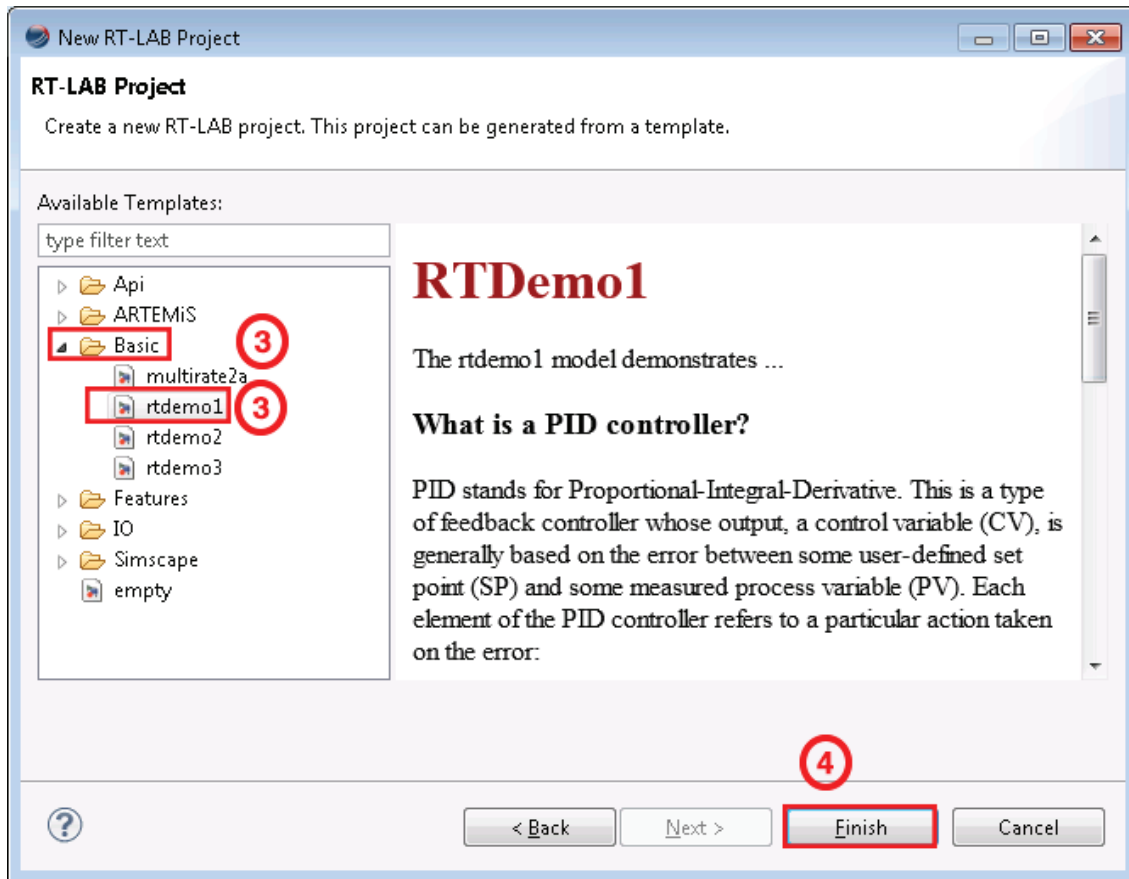 New RT-LAB Project
RT-LAB Project
Create a new RT-LAB project. This project can be generated from a template.
Available Templates:
type filter text
Api
ARTEMiS
Basic
3
multirate2a
rtdemo1
3
rtdemo2
rtdemo3
Features
IO
Simscape
empty
RTDemo1
The rtdemo1 model demonstrates ...
What is a PID controller?
PID stands for Proportional-Integral-Derivative. This is a type
of feedback controller whose output, a control variable (CV), is
generally based on the error between some user-defined set
point (SP) and some measured process variable (PV). Each
element of the PID controller refers to a particular action taken
on the error:
4
?
< Back
Next >
Finish
Cancel